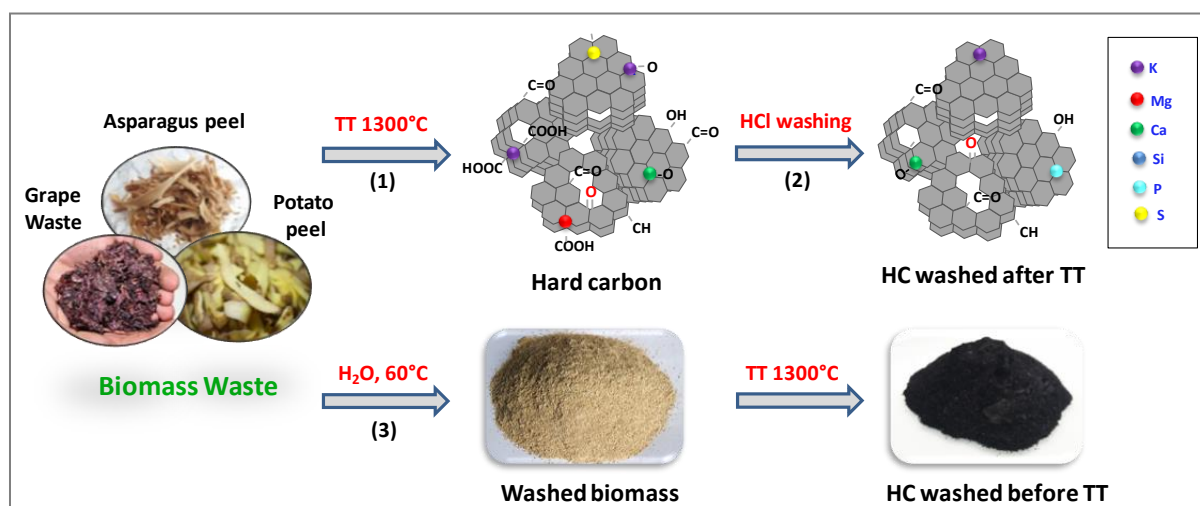 Asparagus peel
Grape
Waste
Potato
peel
Biomass Waste
TT 1300°C
(1)
C=O
COOH
HOOC
C=O
O
COOH
O
-O
OH
C=O
CH
Hard carbon
HCl washing
(2)
C=O
O
O
C=O
OH
CH
HC washed after TT
K
Mg
Ca
Si
P
S
H₂O, 60°C
(3)
Washed biomass
TT 1300°C
HC washed before TT